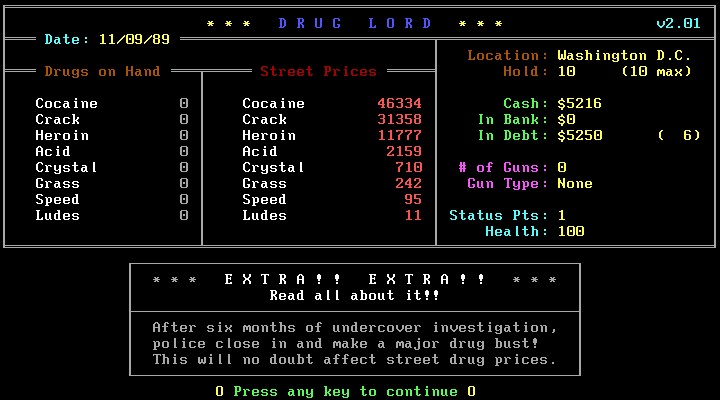 * * *   D R U G   L O R D   * * *   v2.01
Date: 11/09/89
Drugs on Hand
Cocaine 0
Crack 0
Heroin 0
Acid 0
Crystal 0
Grass 0
Speed 0
Ludes 0
Street Prices
Cocaine 46334
Crack 31358
Heroin 11777
Acid 2159
Crystal 710
Grass 242
Speed 95
Ludes 11
Location: Washington D.C.
Hold: 10 (10 max)
Cash: $5216
In Bank: $0
In Debt: $5250 ( 6)
# of Guns: 0
Gun Type: None
Status Pts: 1
Health: 100
* * *   E X T R A ! !   E X T R A ! !   * * *
Read all about it!!
After six months of undercover investigation,
police close in and make a major drug bust!
This will no doubt affect street drug prices.
O Press any key to continue O